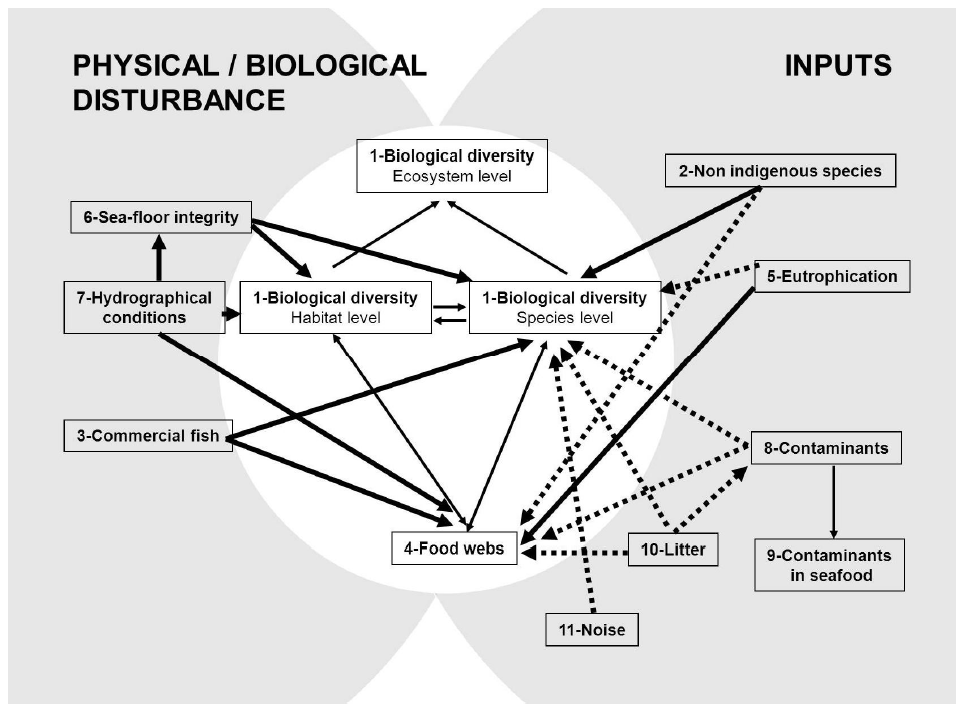 PHYSICAL / BIOLOGICAL
DISTURBANCE
INPUTS
1-Biological diversity
Ecosystem level
2-Non indigenous species
6-Sea-floor integrity
5-Eutrophication
7-Hydrographical
conditions
1-Biological diversity
Habitat level
1-Biological diversity
Species level
3-Commercial fish
8-Contaminants
4-Food webs
10-Litter
9-Contaminants
in seafood
11-Noise